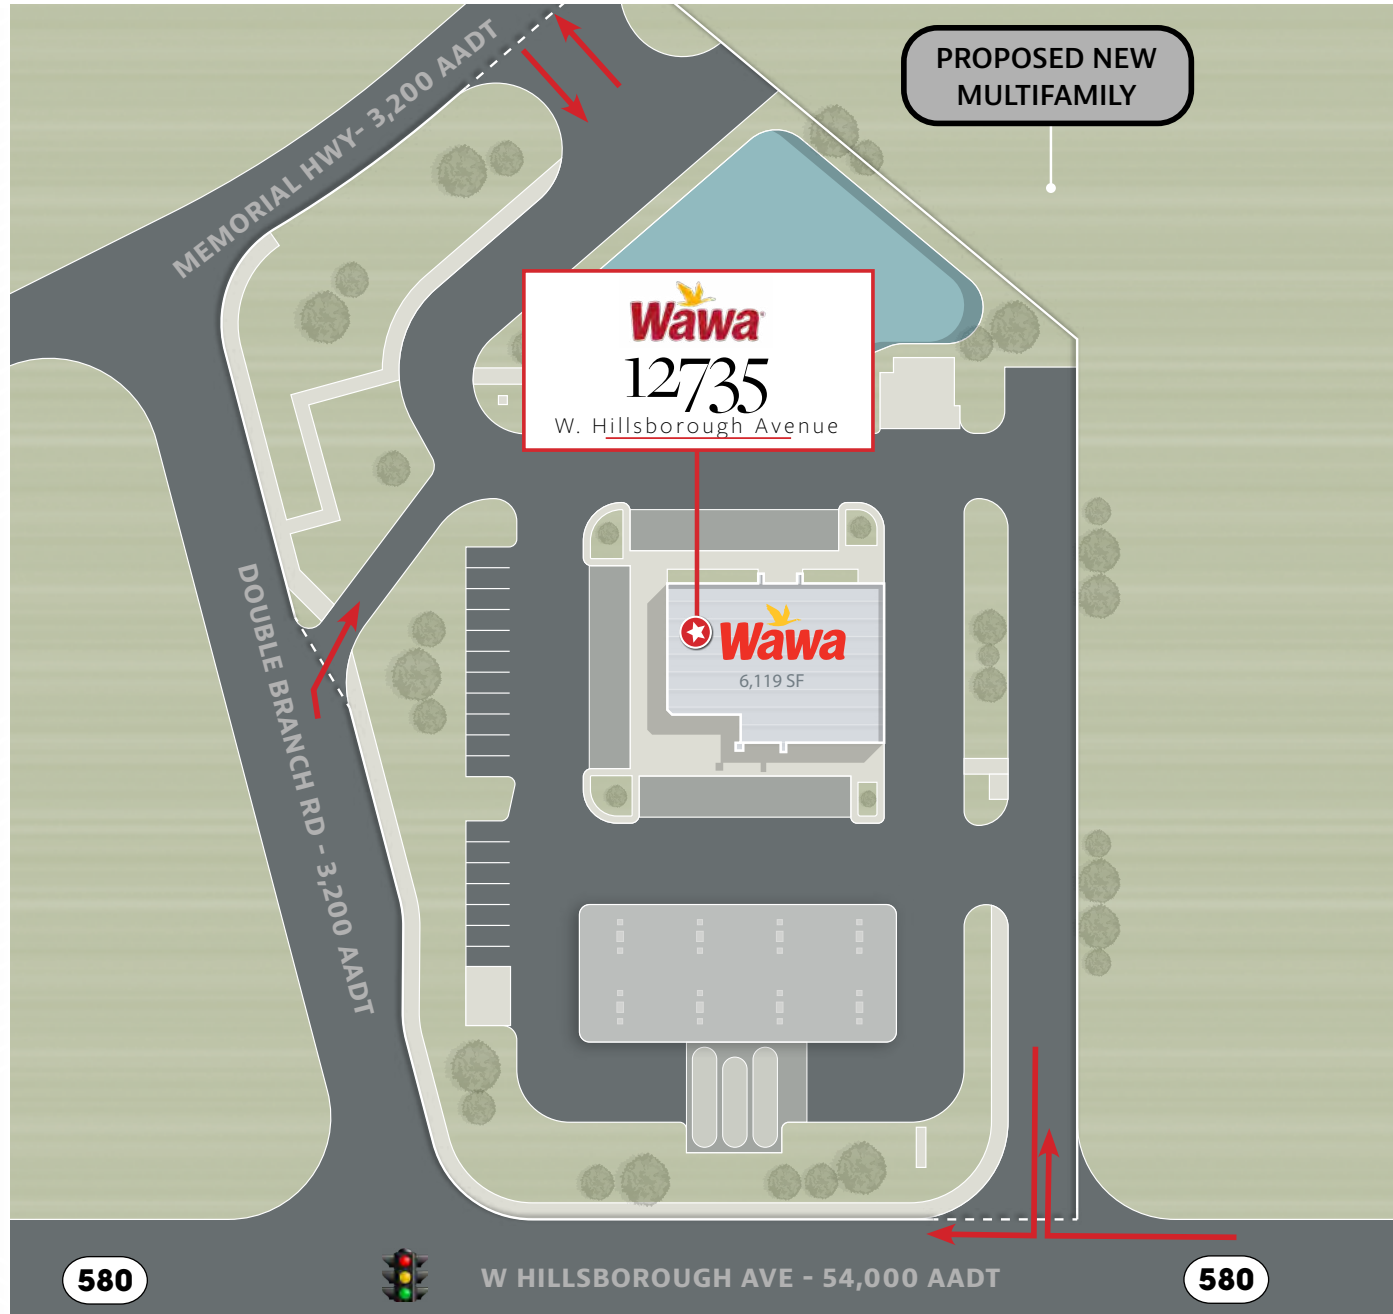 MEMORIAL HWY- 3,200 AADT
PROPOSED NEW
MULTIFAMILY
Wawa
12735
W. Hillsborough Avenue
Wawa
6,119 SF
DOUBLE BRANCH RD - 3,200 AADT
580
W HILLSBOROUGH AVE - 54,000 AADT
580